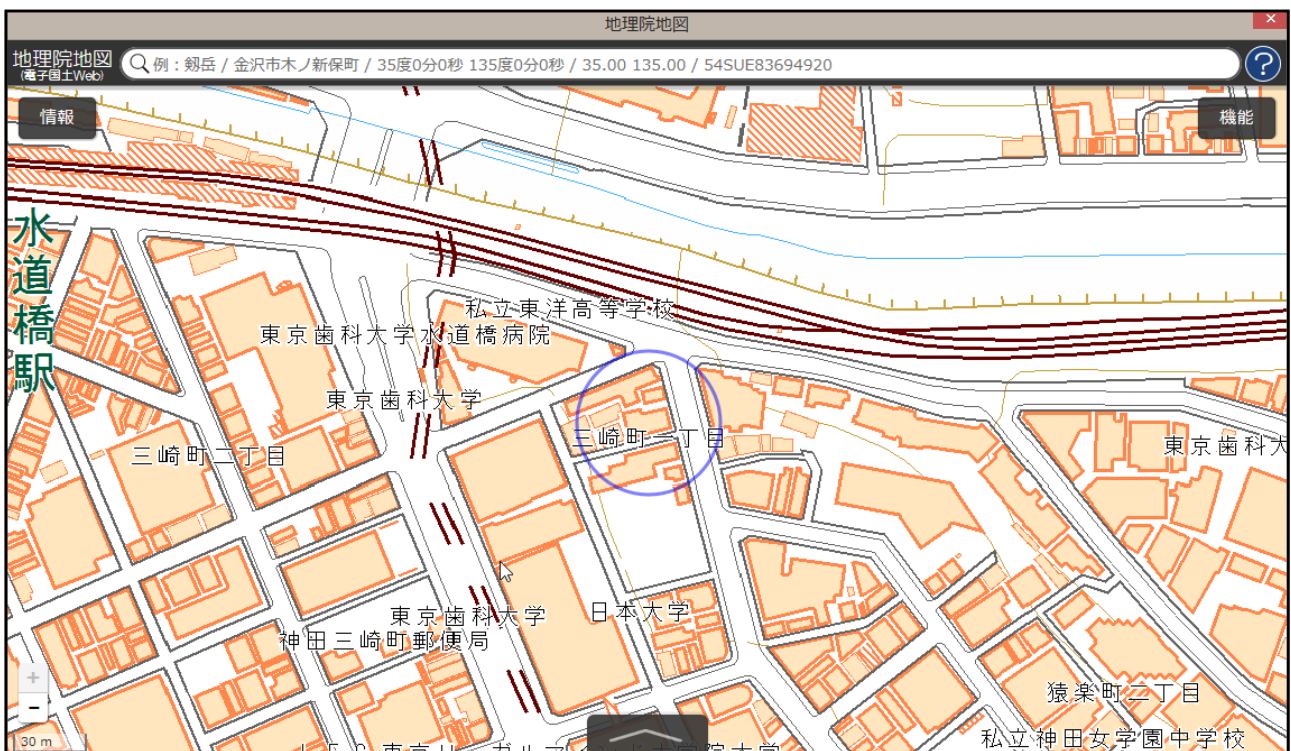 地理院地図
地理院地図
(電子国土Web)
例：剱岳 / 金沢市木ノ新保町 / 35度0分0秒 135度0分0秒 / 35.00 135.00 / 54SUE83694920
?
情報
機能
水道橋駅
私立東洋高等学校
東京歯科大学水道橋病院
東京歯科大学
三崎町一丁目
三崎町二丁目
東京歯科大
東京歯科大学
日本大学
神田三崎町郵便局
猿楽町二丁目
私立神田女学園中学校
+
-
30 m